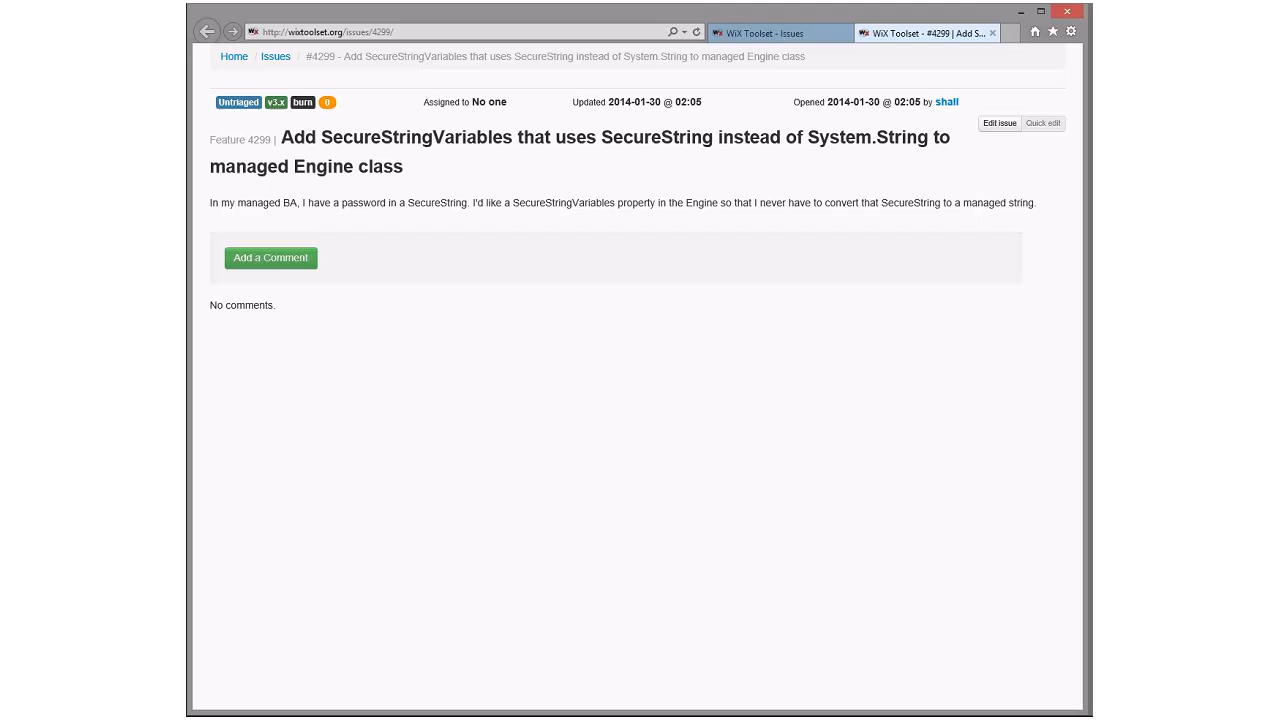 http://wixtoolset.org/issues/4299/
WiX Toolset - Issues
WiX Toolset - #4299 | Add S...
Home / Issues / #4299 - Add SecureStringVariables that uses SecureString instead of System.String to managed Engine class
Untriaged v3.x burn 0
Assigned to No one
Updated 2014-01-30 @ 02:05
Opened 2014-01-30 @ 02:05 by shall
Edit issue Quick edit
Feature 4299 | Add SecureStringVariables that uses SecureString instead of System.String to
managed Engine class
In my managed BA, I have a password in a SecureString. I'd like a SecureStringVariables property in the Engine so that I never have to convert that SecureString to a managed string.
Add a Comment
No comments.